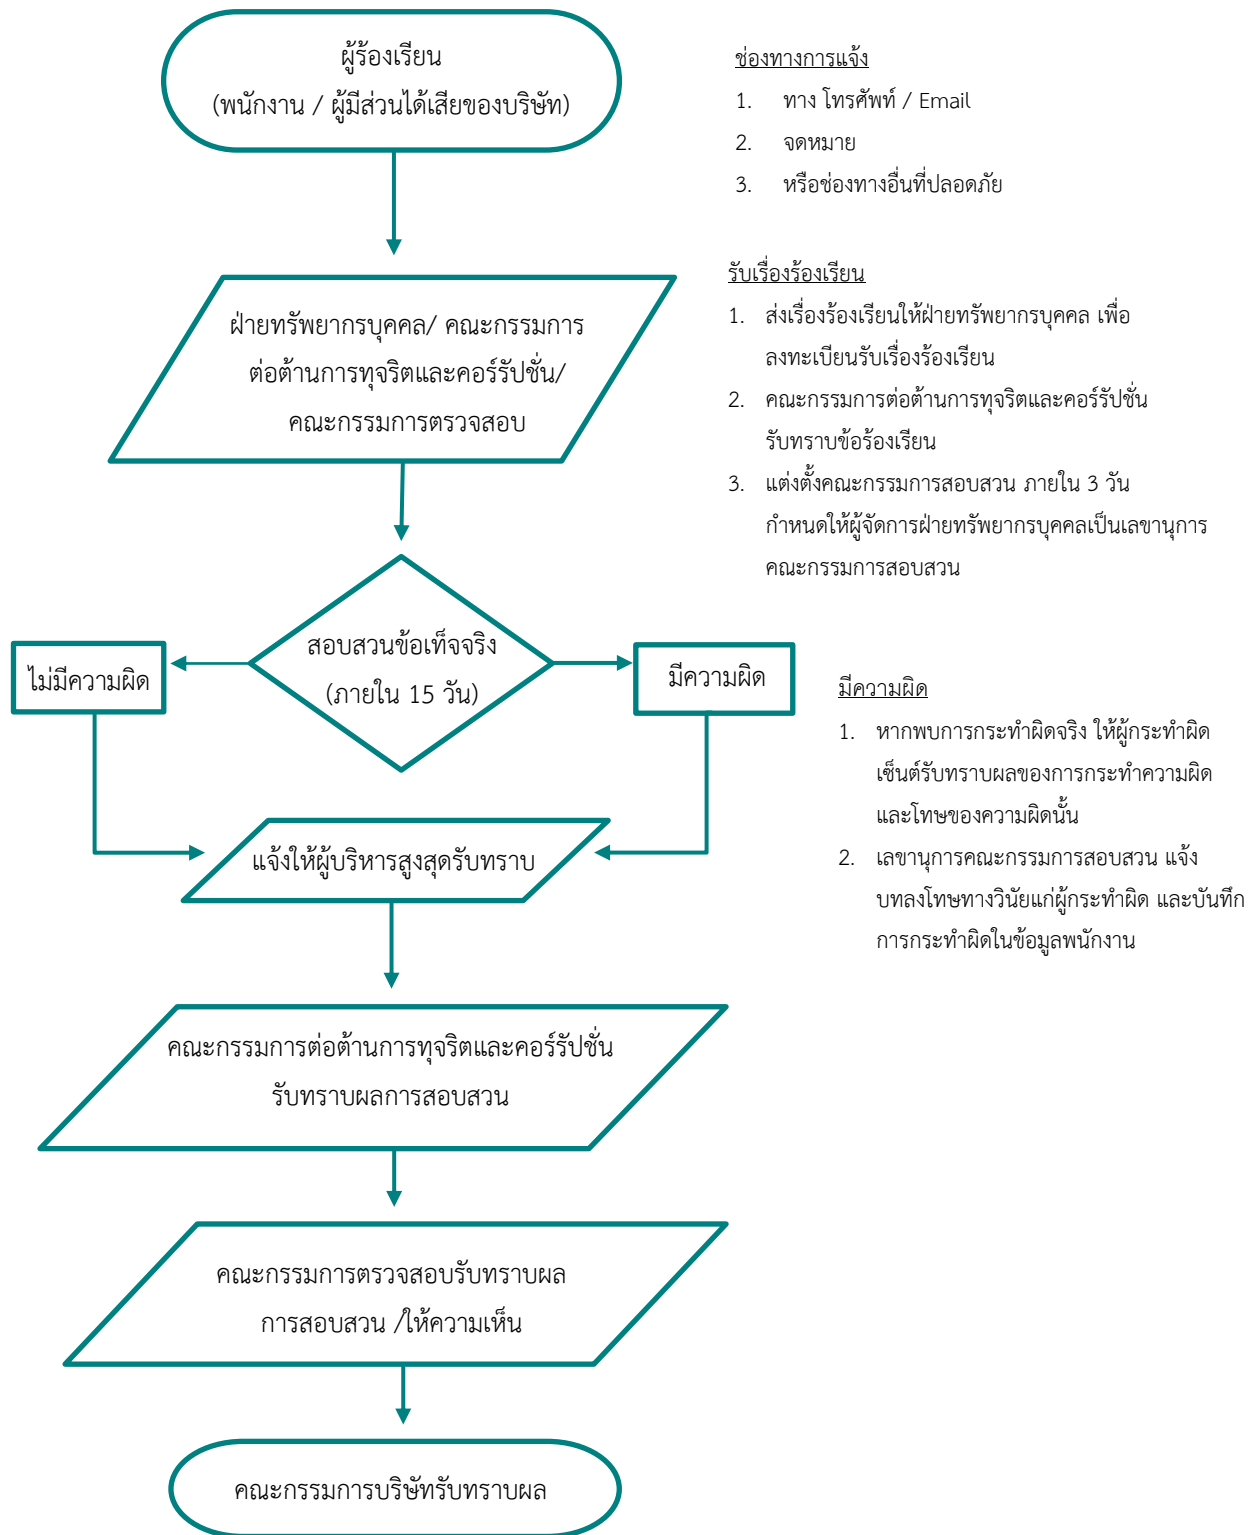 ผู้ร้องเรียน
(พนักงาน / ผู้มีส่วนได้เสียของบริษัท)
ช่องทางการแจ้ง
1. ทาง โทรศัพท์ / Email
2. จดหมาย
3. หรือช่องทางอื่นที่ปลอดภัย
ฝ่ายทรัพยากรบุคคล/ คณะกรรมการ
ต่อต้านการทุจริตและคอร์รัปชั่น/
คณะกรรมการตรวจสอบ
รับเรื่องร้องเรียน
1. ส่งเรื่องร้องเรียนให้ฝ่ายทรัพยากรบุคคล เพื่อ
ลงทะเบียนรับเรื่องร้องเรียน
2. คณะกรรมการต่อต้านการทุจริตและคอร์รัปชั่น
รับทราบข้อร้องเรียน
3. แต่งตั้งคณะกรรมการสอบสวน ภายใน 3 วัน
กำหนดให้ผู้จัดการฝ่ายทรัพยากรบุคคลเป็นเลขานุการ
คณะกรรมการสอบสวน
สอบสวนข้อเท็จจริง
(ภายใน 15 วัน)
ไม่มีความผิด
มีความผิด
มีความผิด
1. หากพบการกระทำผิดจริง ให้ผู้กระทำผิด
เซ็นต์รับทราบผลของการกระทำความผิด
และโทษของความผิดนั้น
2. เลขานุการคณะกรรมการสอบสวน แจ้ง
บทลงโทษทางวินัยแก่ผู้กระทำผิด และบันทึก
การกระทำผิดในข้อมูลพนักงาน
แจ้งให้ผู้บริหารสูงสุดรับทราบ
คณะกรรมการต่อต้านการทุจริตและคอร์รัปชั่น
รับทราบผลการสอบสวน
คณะกรรมการตรวจสอบรับทราบผล
การสอบสวน /ให้ความเห็น
คณะกรรมการบริษัทรับทราบผล